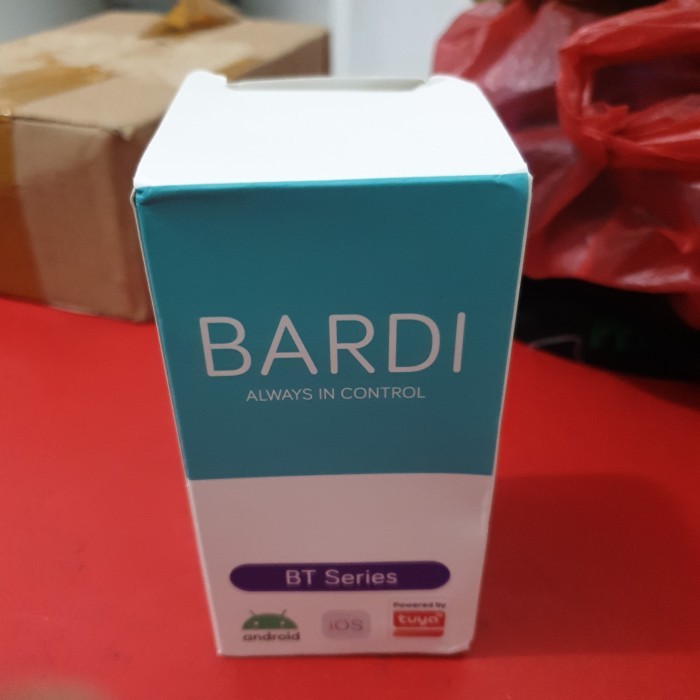 BARDI
ALWAYS IN CONTROL
BT Series
Powered by
android
iOS
tuya